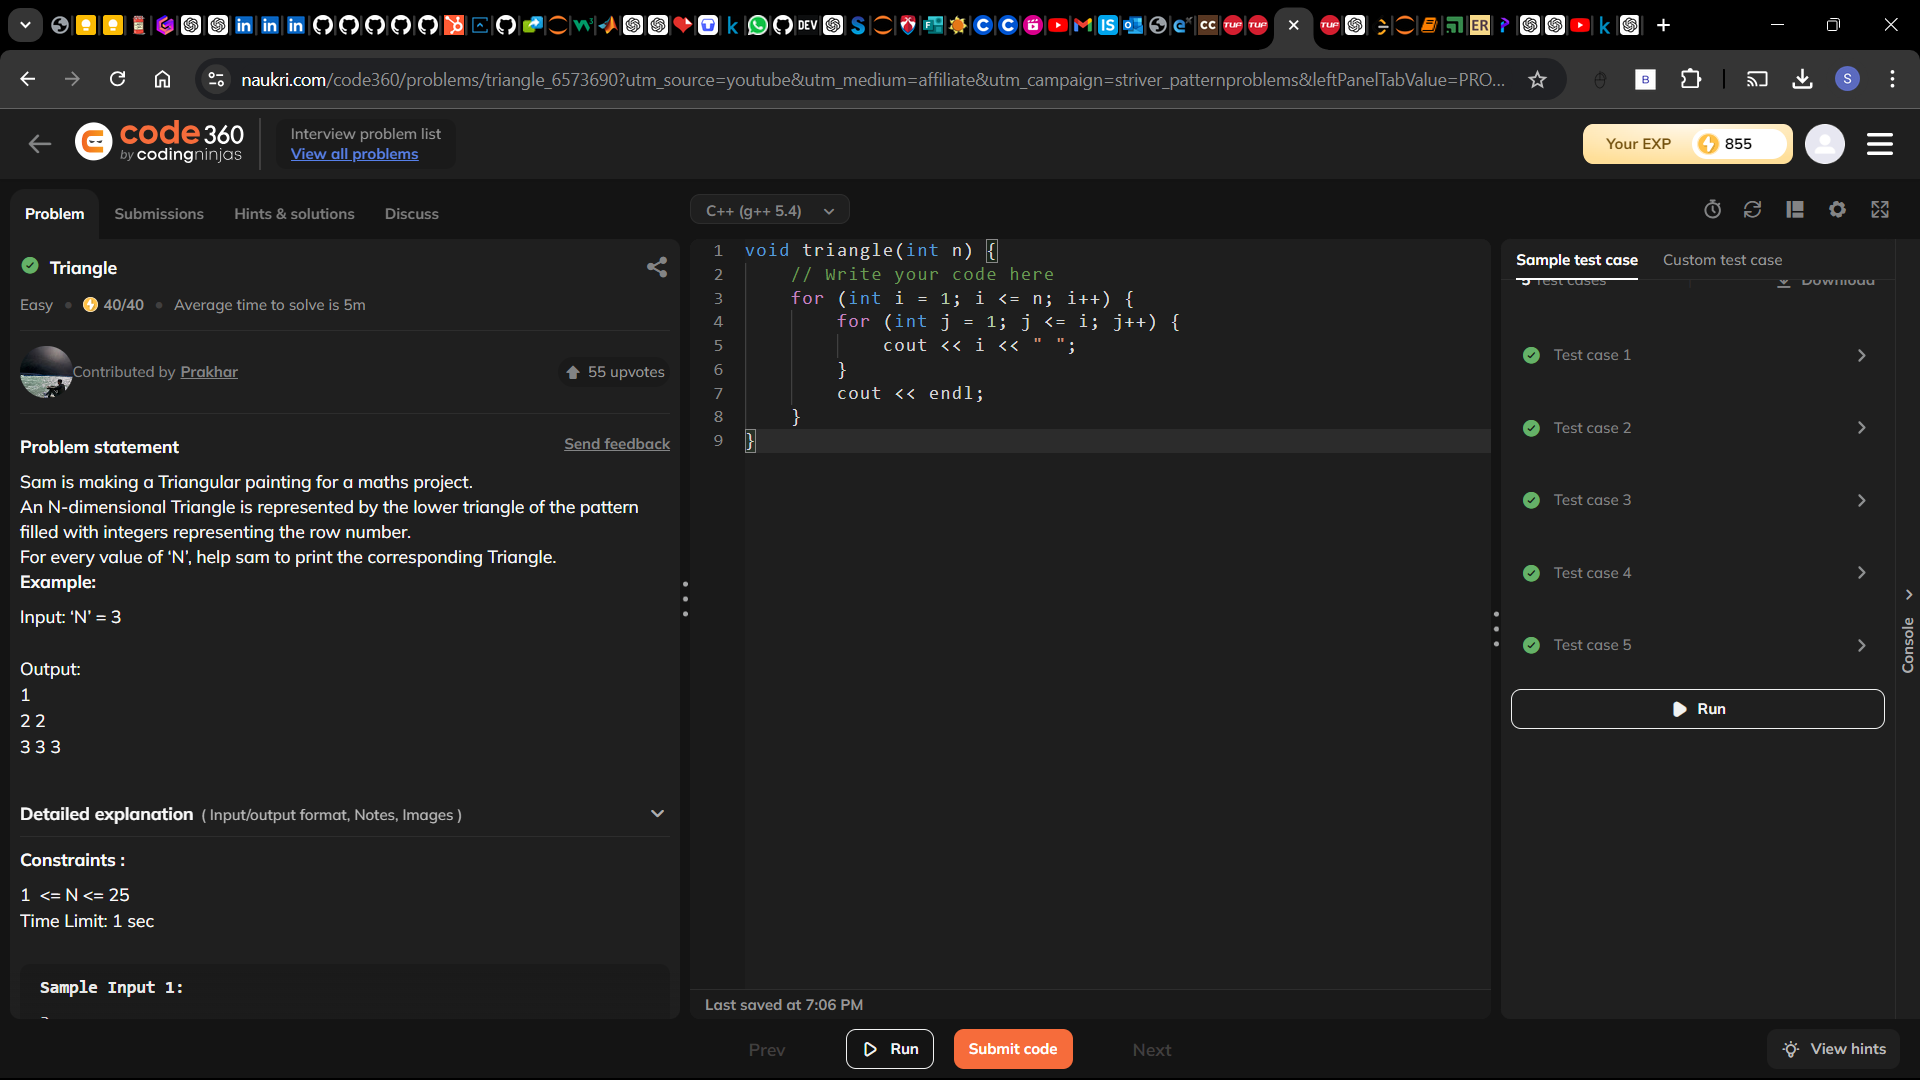 naukri.com/code360/problems/triangle_6573690?utm_source=youtube&utm_medium=affiliate&utm_campaign=striver_patternproblems&leftPanelTabValue=PRO...
code 360
by codingninjas
Interview problem list
View all problems
Your EXP 855
Problem Submissions Hints & solutions Discuss
C++ (g++ 5.4)
Triangle
Easy • 40/40 • Average time to solve is 5m
Contributed by Prakhar
55 upvotes
Problem statement
Send feedback
Sam is making a Triangular painting for a maths project.
An N-dimensional Triangle is represented by the lower triangle of the pattern
filled with integers representing the row number.
For every value of ‘N’, help sam to print the corresponding Triangle.
Example:
Input: ‘N’ = 3
Output:
1
2 2
3 3 3
Detailed explanation ( Input/output format, Notes, Images )
Constraints :
1 <= N <= 25
Time Limit: 1 sec
Sample Input 1:
1 void triangle(int n) {
2 // Write your code here
3 for (int i = 1; i <= n; i++) {
4 for (int j = 1; j <= i; j++) {
5 cout << i << " ";
6 }
7 cout << endl;
8 }
9 }
Last saved at 7:06 PM
Sample test case Custom test case
5 Test cases Download
Test case 1
Test case 2
Test case 3
Test case 4
Test case 5
Run
Console
Prev Run Submit code Next
View hints